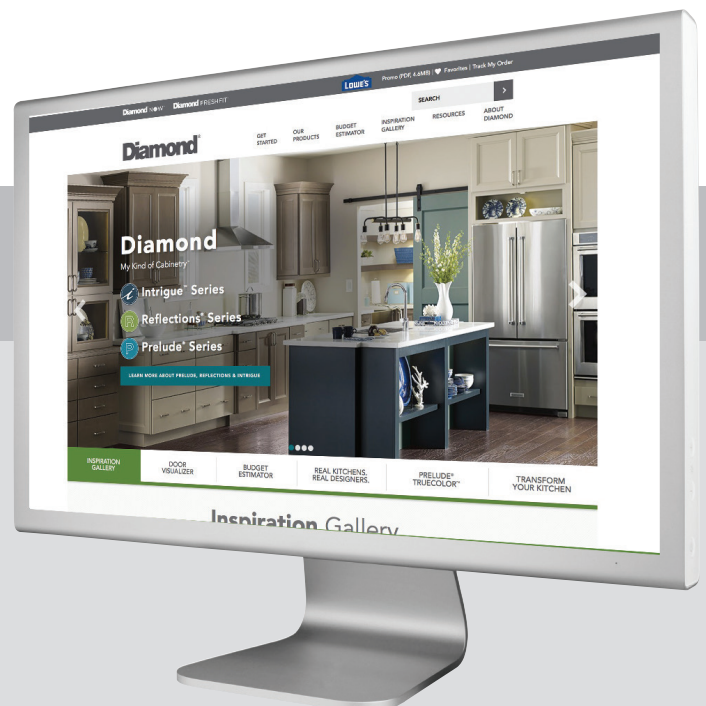 Diamond NOW Diamond FRESHFIT
LOWE'S Promo (PDF, 4.6MB) | Favorites | Track My Order
SEARCH >
Diamond®
GET STARTED
OUR PRODUCTS
BUDGET ESTIMATOR
INSPIRATION GALLERY
RESOURCES
ABOUT DIAMOND
Diamond
My Kind of Cabinetry™
i Intrigue™ Series
R Reflections® Series
P Prelude® Series
LEARN MORE ABOUT PRELUDE, REFLECTIONS & INTRIGUE
INSPIRATION GALLERY
DOOR VISUALIZER
BUDGET ESTIMATOR
REAL KITCHENS. REAL DESIGNERS.
PRELUDE® TRUECOLOR™
TRANSFORM YOUR KITCHEN
Inspiration Gallery